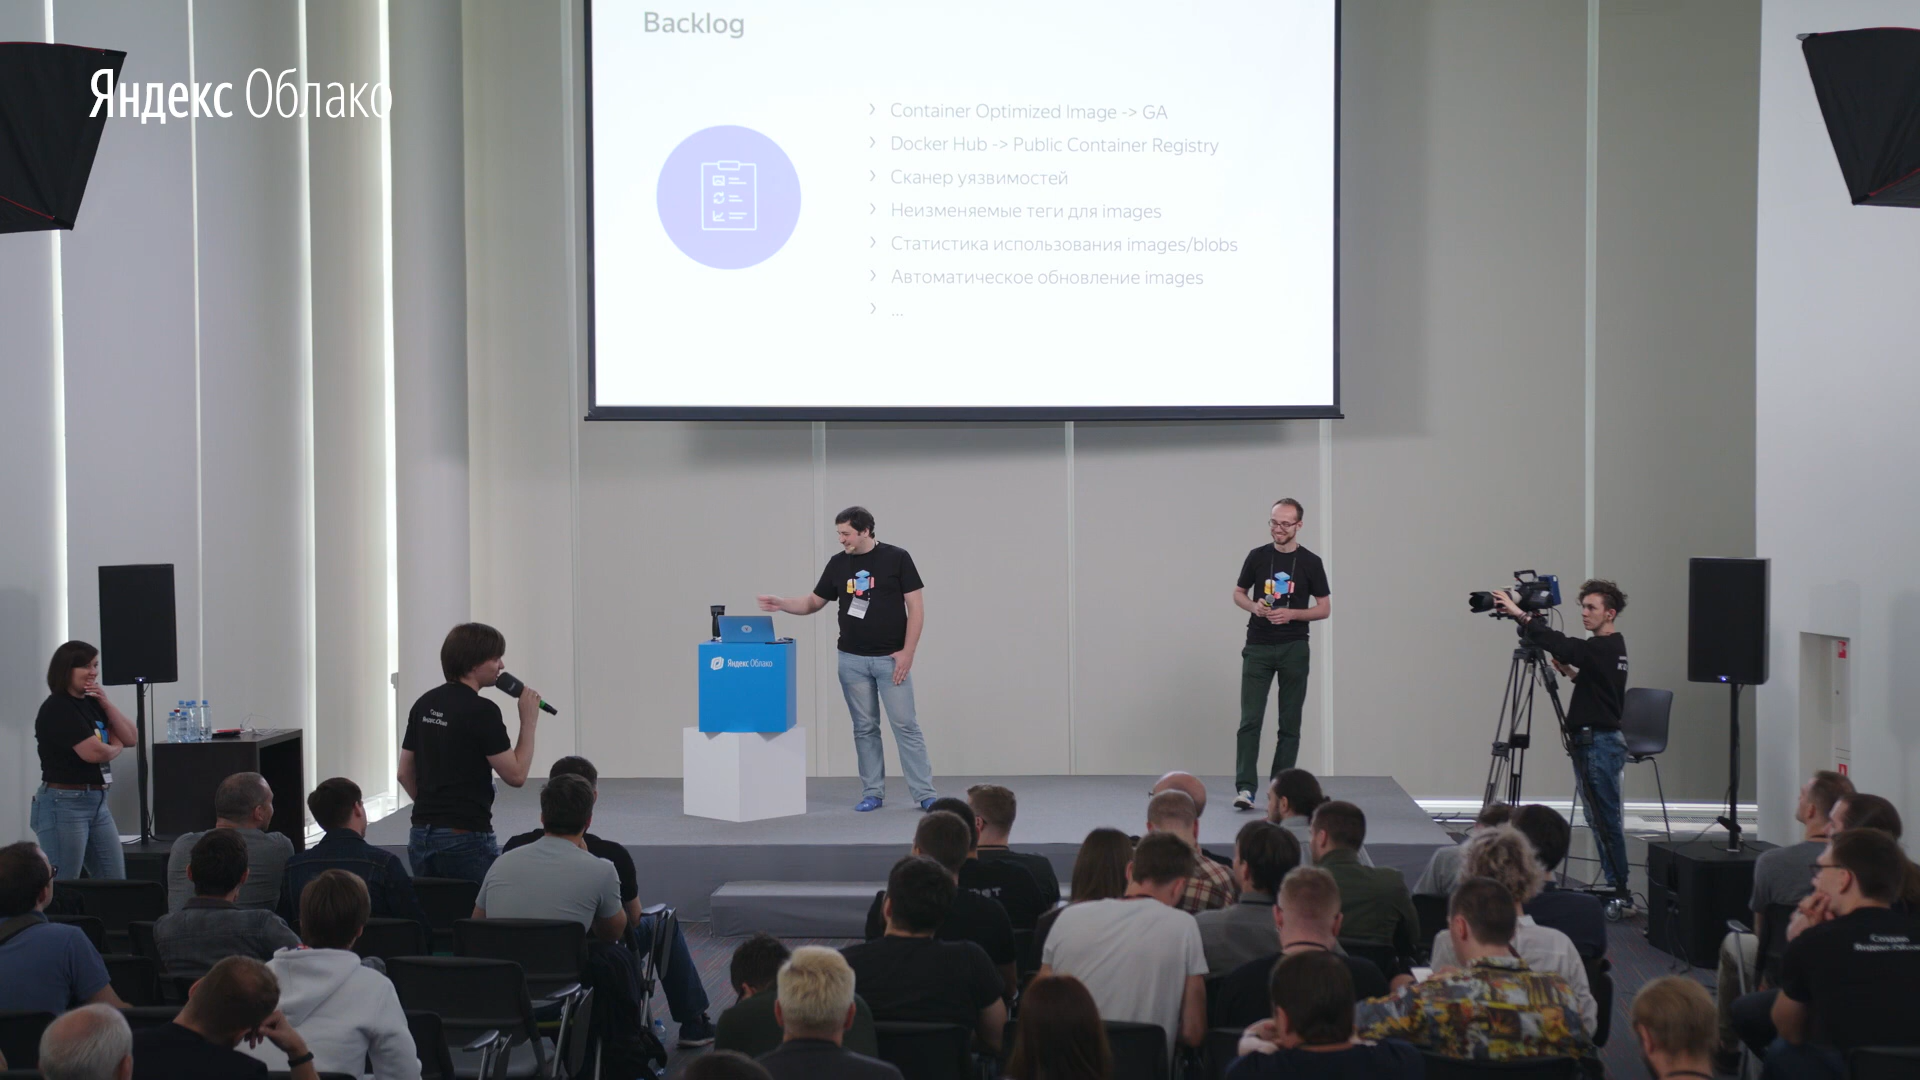 Backlog
Яндекс Облако
Container Optimized Image -> GA
Docker Hub -> Public Container Registry
Сканер уязвимостей
Неизменяемые теги для images
Статистика использования images/blobs
Автоматическое обновление images
...
Яндекс Облако
Создаю